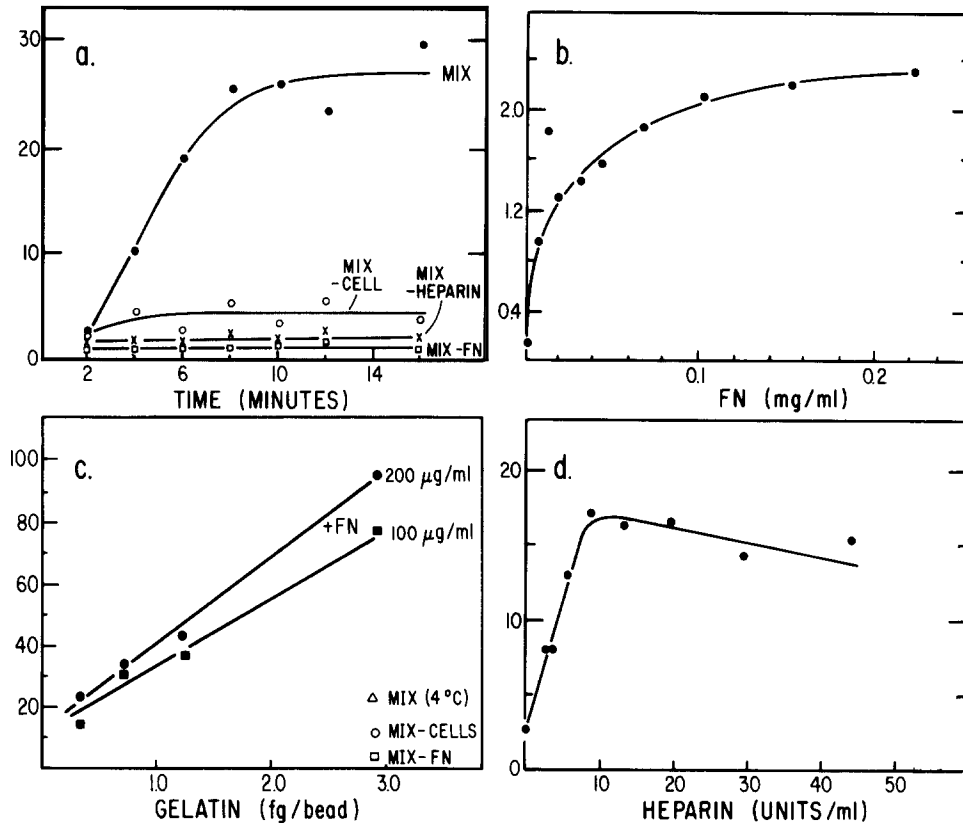 a.
30
20
10
0
MIX
MIX
-CELL
MIX
-HEPARIN
MIX-FN
2
6
10
14
TIME (MINUTES)
b.
2.0
1.2
04
0
0.1
0.2
FN (mg/ml)
c.
100
80
60
40
20
200 μg/ml
+FN
100 μg/ml
△ MIX (4°C)
○ MIX-CELLS
□ MIX-FN
1.0
2.0
3.0
GELATIN (fg/bead)
d.
20
10
0
10
20
30
40
50
HEPARIN (UNITS/ml)